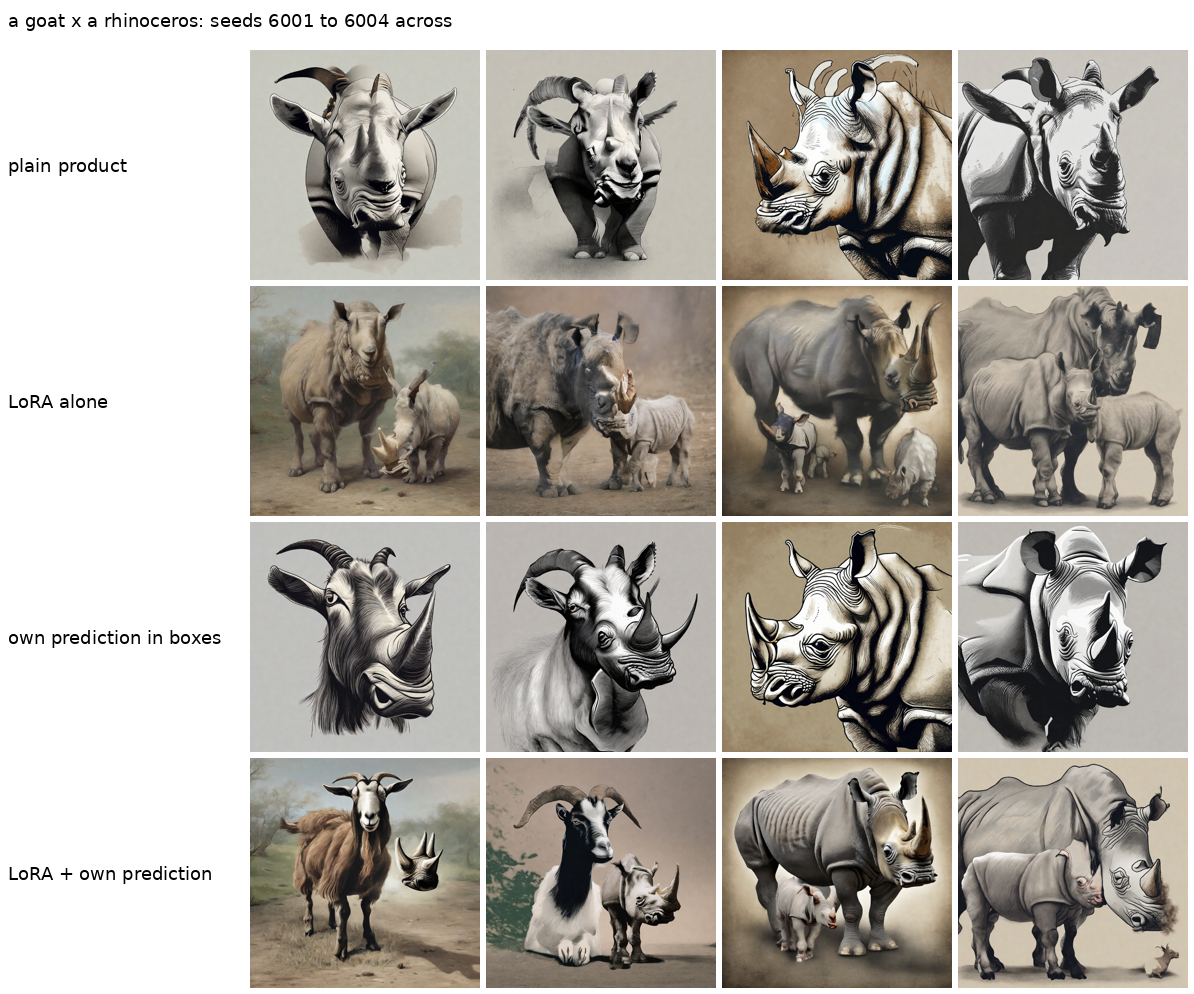 a goat x a rhinoceros: seeds 6001 to 6004 across
plain product
LoRA alone
own prediction in boxes
LoRA + own prediction